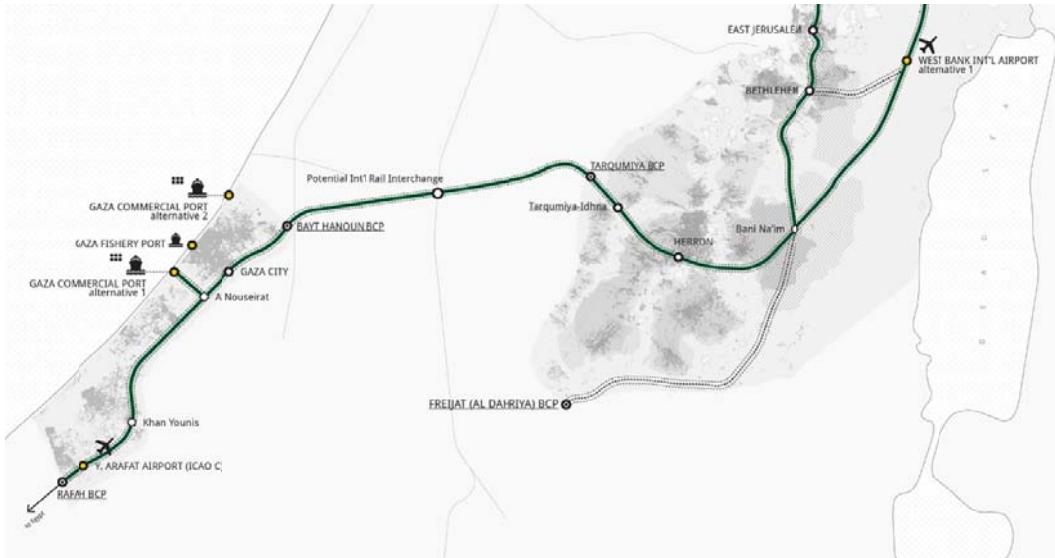 EAST JERUSALEM
WEST BANK INT'L AIRPORT
alternative 1
BETHLEHEM
TARQUMIYA BCP
Potential Int'l Rail Interchange
GAZA COMMERCIAL PORT
alternative 2
Tarqumiya-Idhna
BAYT HANOUN BCP
Bani Na'im
GAZA FISHERY PORT
HEBRON
GAZA CITY
GAZA COMMERCIAL PORT
alternative 1
A Nouseirat
FREIJAT (AL DAHRIYA) BCP
Khan Younis
Y. ARAFAT AIRPORT (ICAO C)
RAFAH BCP
to Egypt